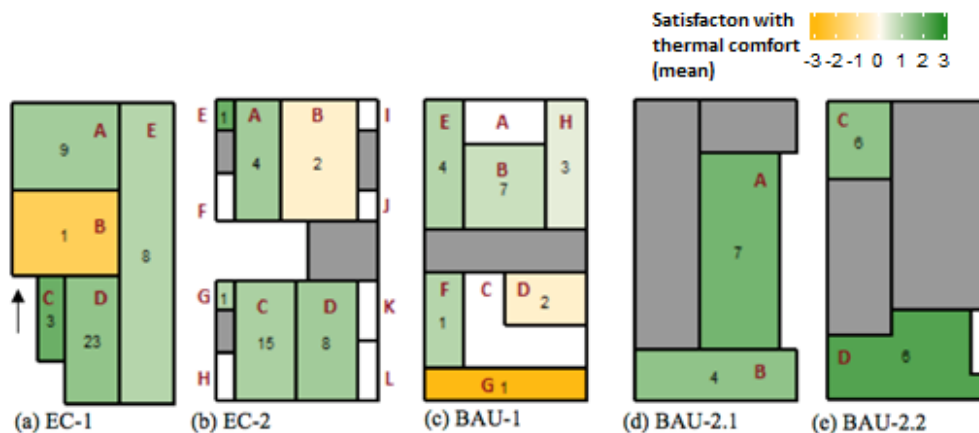 Satisfacton with
thermal comfort
(mean)
-3 -2 -1 0 1 2 3
A E
9
1 B
8
C D
3
23
E 1 A B I
4 2
F J
G 1 C D K
15 8
H L
E A H
4 B 3
7
F C D
1 2
G 1
A
7
4 B
C
6
D 6
(a) EC-1 (b) EC-2 (c) BAU-1 (d) BAU-2.1 (e) BAU-2.2